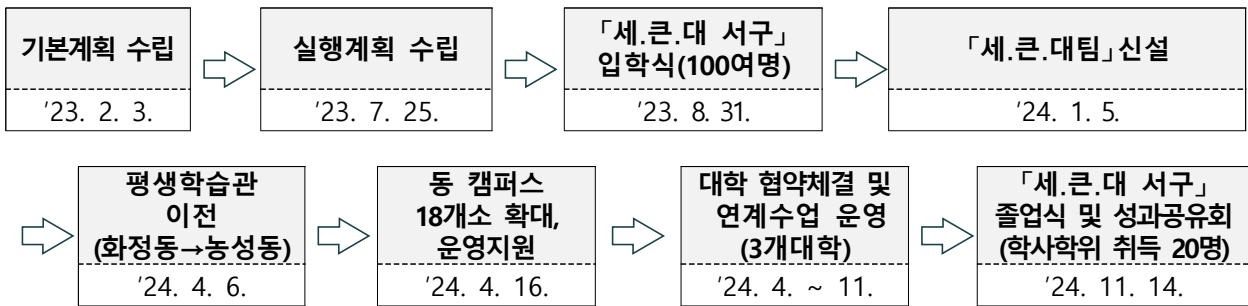 기본계획 수립
'23. 2. 3.
실행계획 수립
'23. 7. 25.
「세.큰.대 서구」
입학식(100여명)
'23. 8. 31.
「세.큰.대팀」신설
'24. 1. 5.
평생학습관
이전
(화정동→농성동)
'24. 4. 6.
동 캠퍼스
18개소 확대,
운영지원
'24. 4. 16.
대학 협약체결 및
연계수업 운영
(3개대학)
'24. 4. ~ 11.
「세.큰.대 서구」
졸업식 및 성과공유회
(학사학위 취득 20명)
'24. 11. 14.